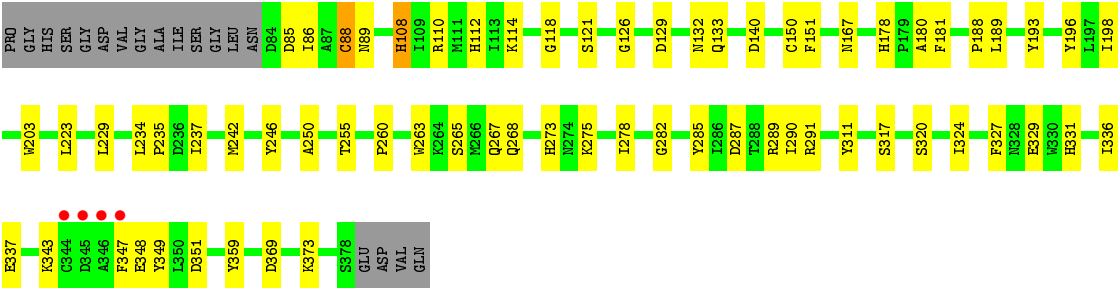 PRO GLY HIS SER GLY ASP VAL GLY ALA ILE SER GLY LEU ASN D84 D85 I86 A87 C88 N89 H108 I109 R110 M111 H112 I113 K114 G118 S121 G126 D129 N132 Q133 D140 C150 F151 N167 H178 P179 A180 F181 P188 L189 Y193 Y196 L197 I198
W203 L223 L229 L234 P235 D236 I237 M242 Y246 A250 T255 P260 W263 K264 S265 M266 Q267 Q268 H273 N274 K275 I278 G282 Y285 I286 D287 T288 R289 I290 R291 Y311 S317 S320 I324 F327 N328 E329 W330 H331 I336
E337 K343 C344 D345 A346 F347 E348 Y349 L350 D351 Y359 D369 K373 S378 GLU ASP VAL GLN